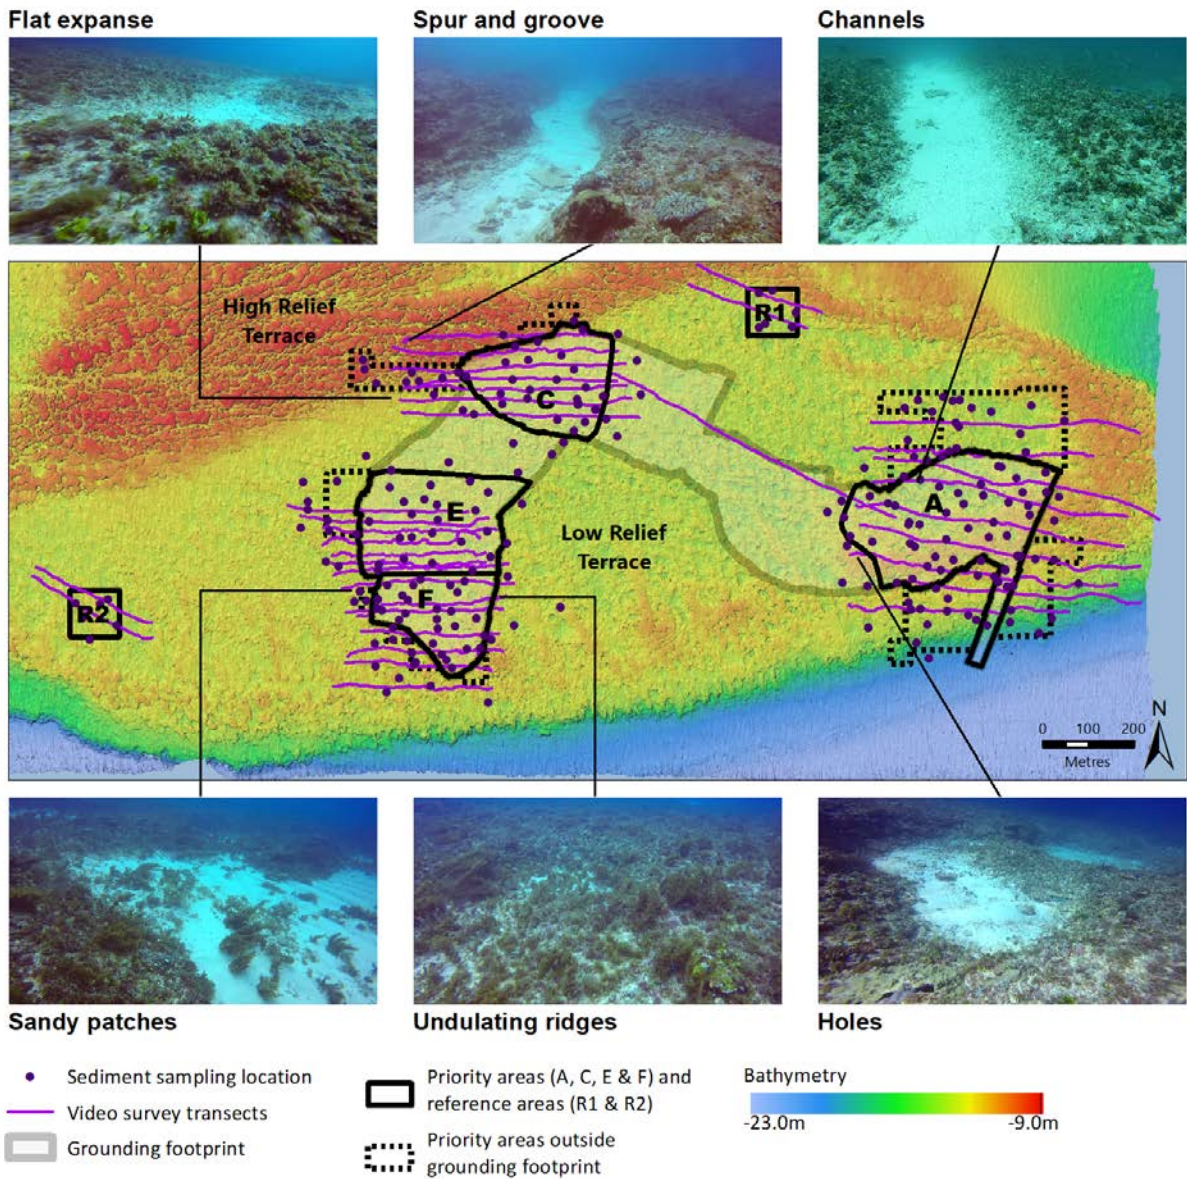 Flat expanse
Spur and groove
Channels
High Relief
Terrace
R1
C
A
E
Low Relief
Terrace
F
R2
N
0 100 200
Metres
Sandy patches
Undulating ridges
Holes
Sediment sampling location
Video survey transects
Grounding footprint
Priority areas (A, C, E & F) and
reference areas (R1 & R2)
Priority areas outside
grounding footprint
Bathymetry
-23.0m
-9.0m